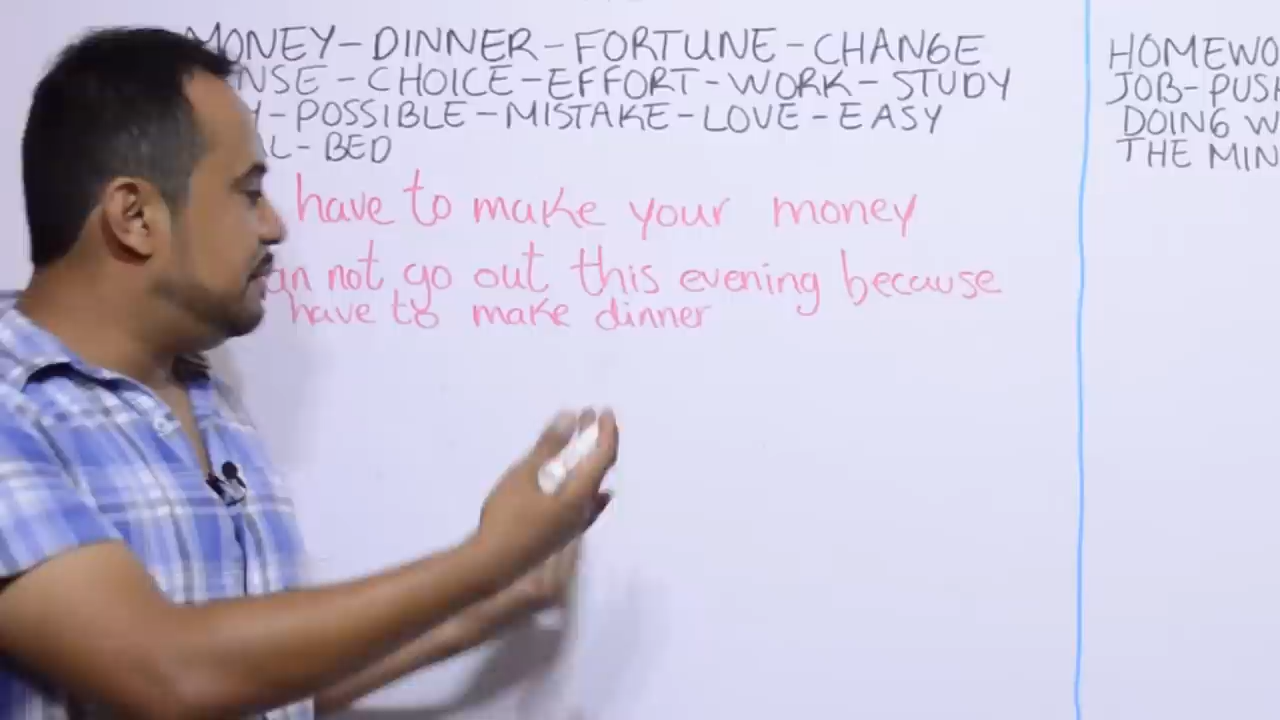 MONEY - DINNER - FORTUNE - CHANGE
NSE - CHOICE - EFFORT - WORK - STUDY
Y - POSSIBLE - MISTAKE - LOVE - EASY
L - BED
have to make your money
an not go out this evening because
have to make dinner
HOMEWO
JOB - PUSH
DOING W
THE MIN